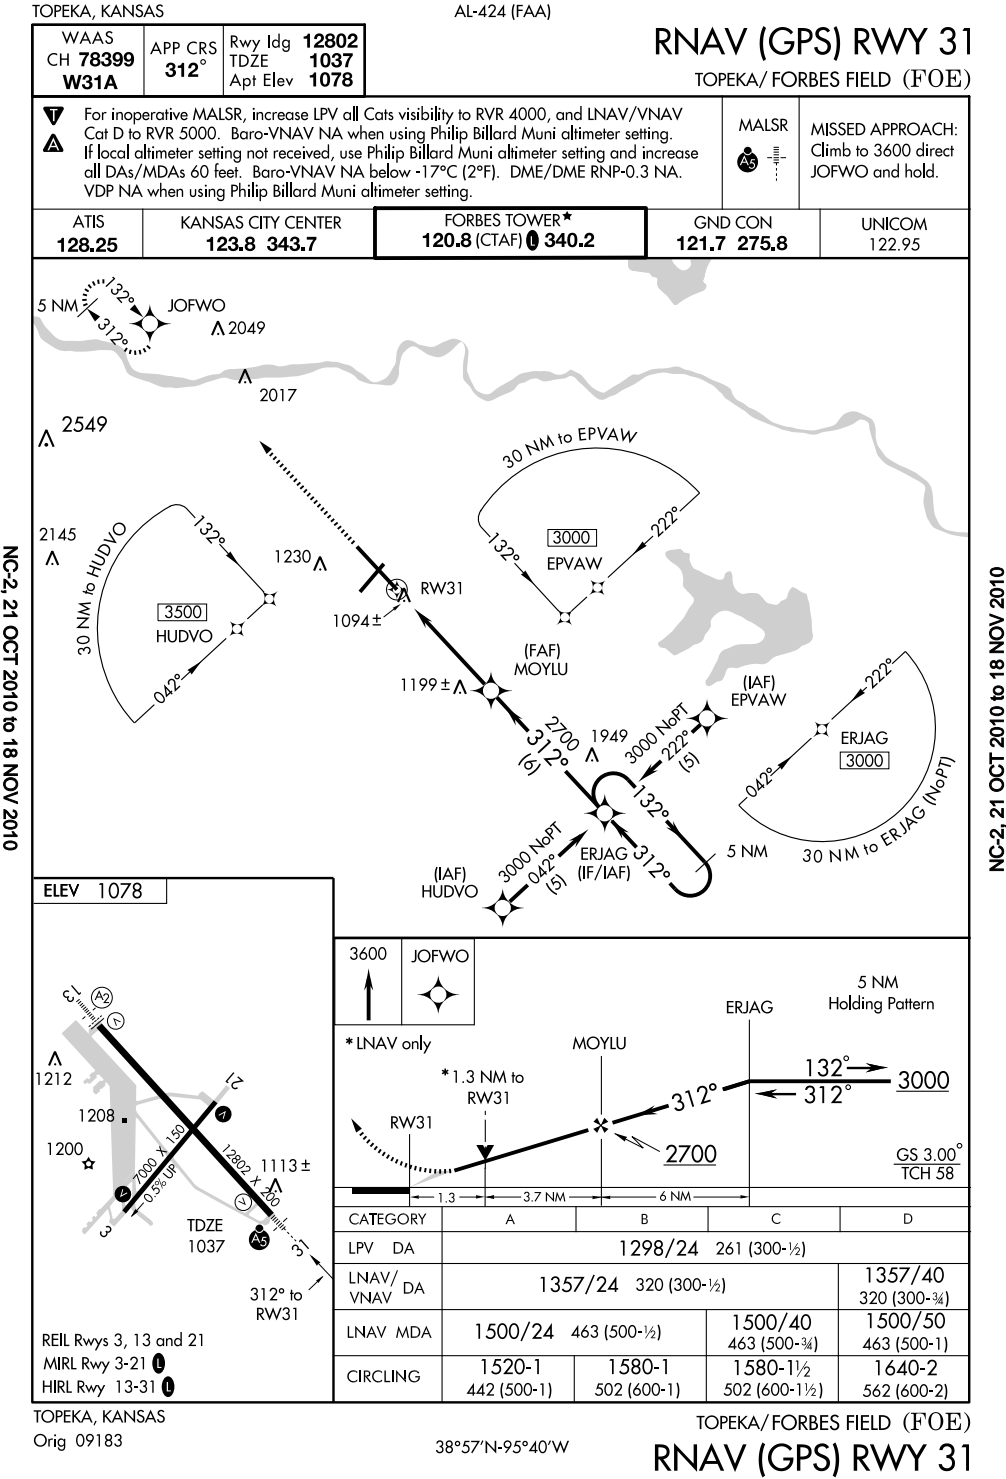 TOPEKA, KANSAS
AL-424 (FAA)
RNAV (GPS) RWY 31
TOPEKA/ FORBES FIELD (FOE)
WAAS
CH 78399
W31A
APP CRS
312°
Rwy Idg 12802
TDZE 1037
Apt Elev 1078
T
A
For inoperative MALSR, increase LPV all Cats visibility to RVR 4000, and LNAV/VNAV
Cat D to RVR 5000. Baro-VNAV NA when using Philip Billard Muni altimeter setting.
If local altimeter setting not received, use Philip Billard Muni altimeter setting and increase
all DAs/MDAs 60 feet. Baro-VNAV NA below -17°C (2°F). DME/DME RNP-0.3 NA.
VDP NA when using Philip Billard Muni altimeter setting.
MALSR
A5
MISSED APPROACH:
Climb to 3600 direct
JOFWO and hold.
ATIS
128.25
KANSAS CITY CENTER
123.8 343.7
FORBES TOWER★
120.8 (CTAF) L 340.2
GND CON
121.7 275.8
UNICOM
122.95
5 NM
132°
312°
JOFWO
2049
2017
2549
2145
30 NM to HUDVO
132°
3500
HUDVO
042°
1230
RW31
1094 ±
30 NM to EPVAW
132°
222°
3000
EPVAW
(FAF)
MOYLU
1199 ±
2700
312°
(6)
1949
(IAF)
EPVAW
3000 NoPT
222°
(5)
132°
312°
5 NM
ERJAG
(IF/IAF)
3000 NoPT
042°
(5)
(IAF)
HUDVO
222°
ERJAG
3000
042°
30 NM to ERJAG (NoPT)
NC-2, 21 OCT 2010 to 18 NOV 2010
NC-2, 21 OCT 2010 to 18 NOV 2010
ELEV 1078
13
A2
V
1212
1208
1200
21
V
7000 X 150
0.5% UP
12802 X 200
1113 ±
V
V
3
TDZE
1037
A5
31
312° to
RW31
REIL Rwys 3, 13 and 21
MIRL Rwy 3-21 L
HIRL Rwy 13-31 L
3600
JOFWO
* LNAV only
* 1.3 NM to
RW31
RW31
MOYLU
ERJAG
5 NM
Holding Pattern
132°
312°
3000
312°
2700
GS 3.00°
TCH 58
1.3
3.7 NM
6 NM
CATEGORY A B C D
LPV DA 1298/24 261 (300-½)
LNAV/
VNAV DA 1357/24 320 (300-½) 1357/40
320 (300-¾)
LNAV MDA 1500/24 463 (500-½) 1500/40
463 (500-¾) 1500/50
463 (500-1)
CIRCLING 1520-1
442 (500-1) 1580-1
502 (600-1) 1580-1½
502 (600-1½) 1640-2
562 (600-2)
TOPEKA, KANSAS
Orig 09183
38°57'N-95°40'W
TOPEKA/ FORBES FIELD (FOE)
RNAV (GPS) RWY 31